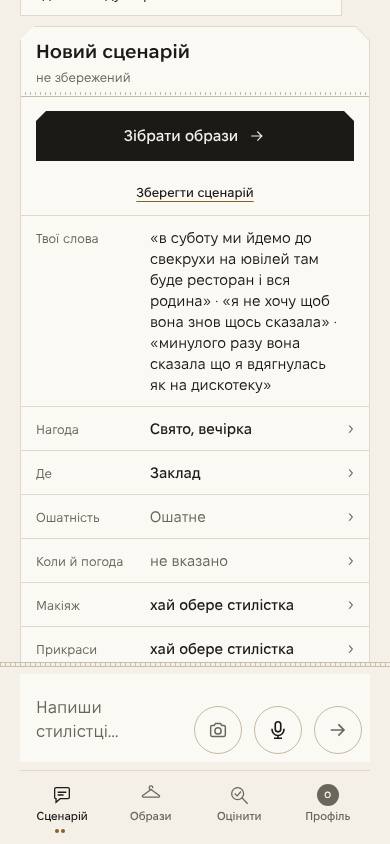 Новий сценарій
не збережений
Зібрати образи →
Зберегти сценарій
Твої слова
«в суботу ми йдемо до
свекрухи на ювілей там
буде ресторан і вся
родина» · «я не хочу щоб
вона знов щось сказала» ·
«минулого разу вона
сказала що я вдягнулась
як на дискотеку»
Нагода Свято, вечірка
Де Заклад
Ошатність Ошатне
Коли й погода не вказано
Макіяж хай обере стилістка
Прикраси хай обере стилістка
Напиши
стилістці...
Сценарій Образи Оцінити Профіль